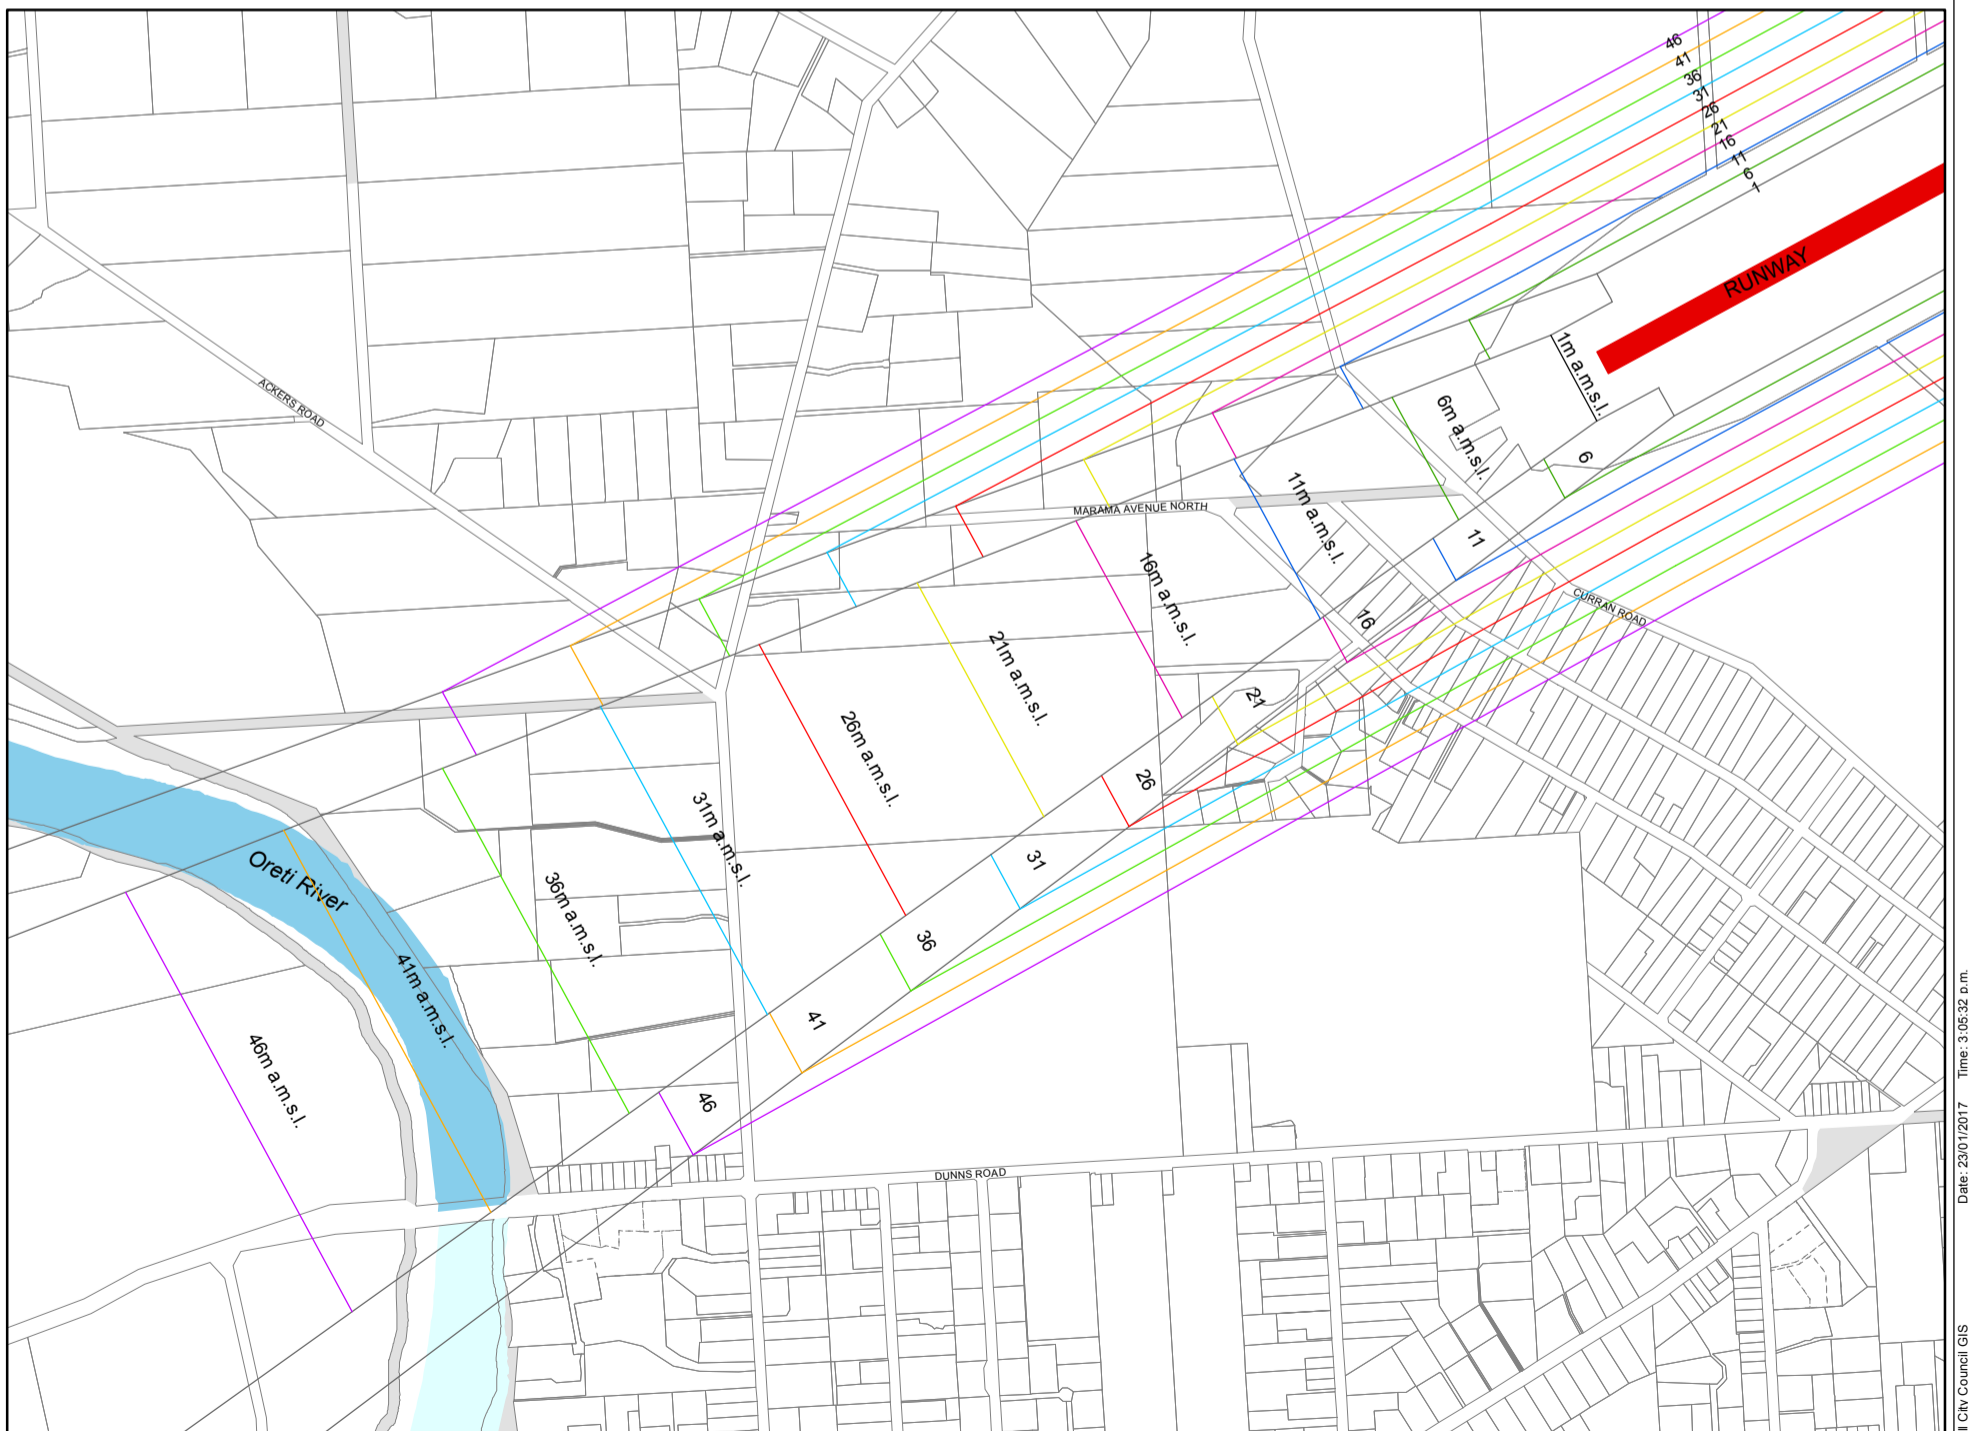 46
41
36
31
26
21
16
11
6
1
RUNWAY
1m a.m.s.l.
ACKERS ROAD
6m a.m.s.l.
6
11m a.m.s.l.
MARAMA AVENUE NORTH
11
16m a.m.s.l.
CURRAN ROAD
16
21m a.m.s.l.
21
26m a.m.s.l.
26
31m a.m.s.l.
31
Oreti River
36m a.m.s.l.
36
41m a.m.s.l.
41
46m a.m.s.l.
46
DUNNS ROAD
Date: 23/01/2017 Time: 3:05:32 p.m.
City Council GIS